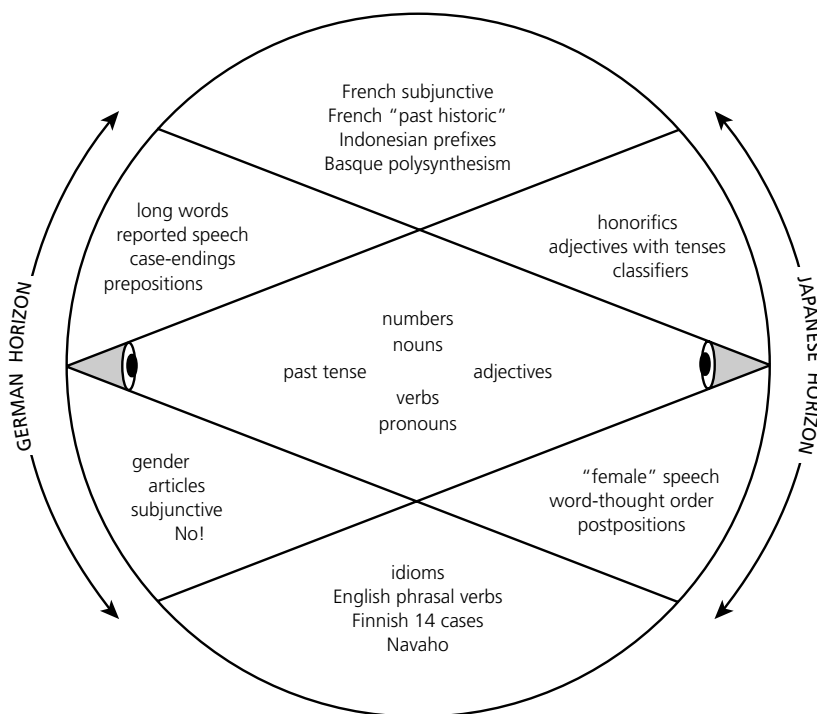 French subjunctive
French “past historic”
Indonesian prefixes
Basque polysynthesism
long words
reported speech
case-endings
prepositions
honorifics
adjectives with tenses
classifiers
GERMAN HORIZON
numbers
nouns
past tense
adjectives
verbs
pronouns
JAPANESE HORIZON
gender
articles
subjunctive
No!
“female” speech
word-thought order
postpositions
idioms
English phrasal verbs
Finnish 14 cases
Navaho